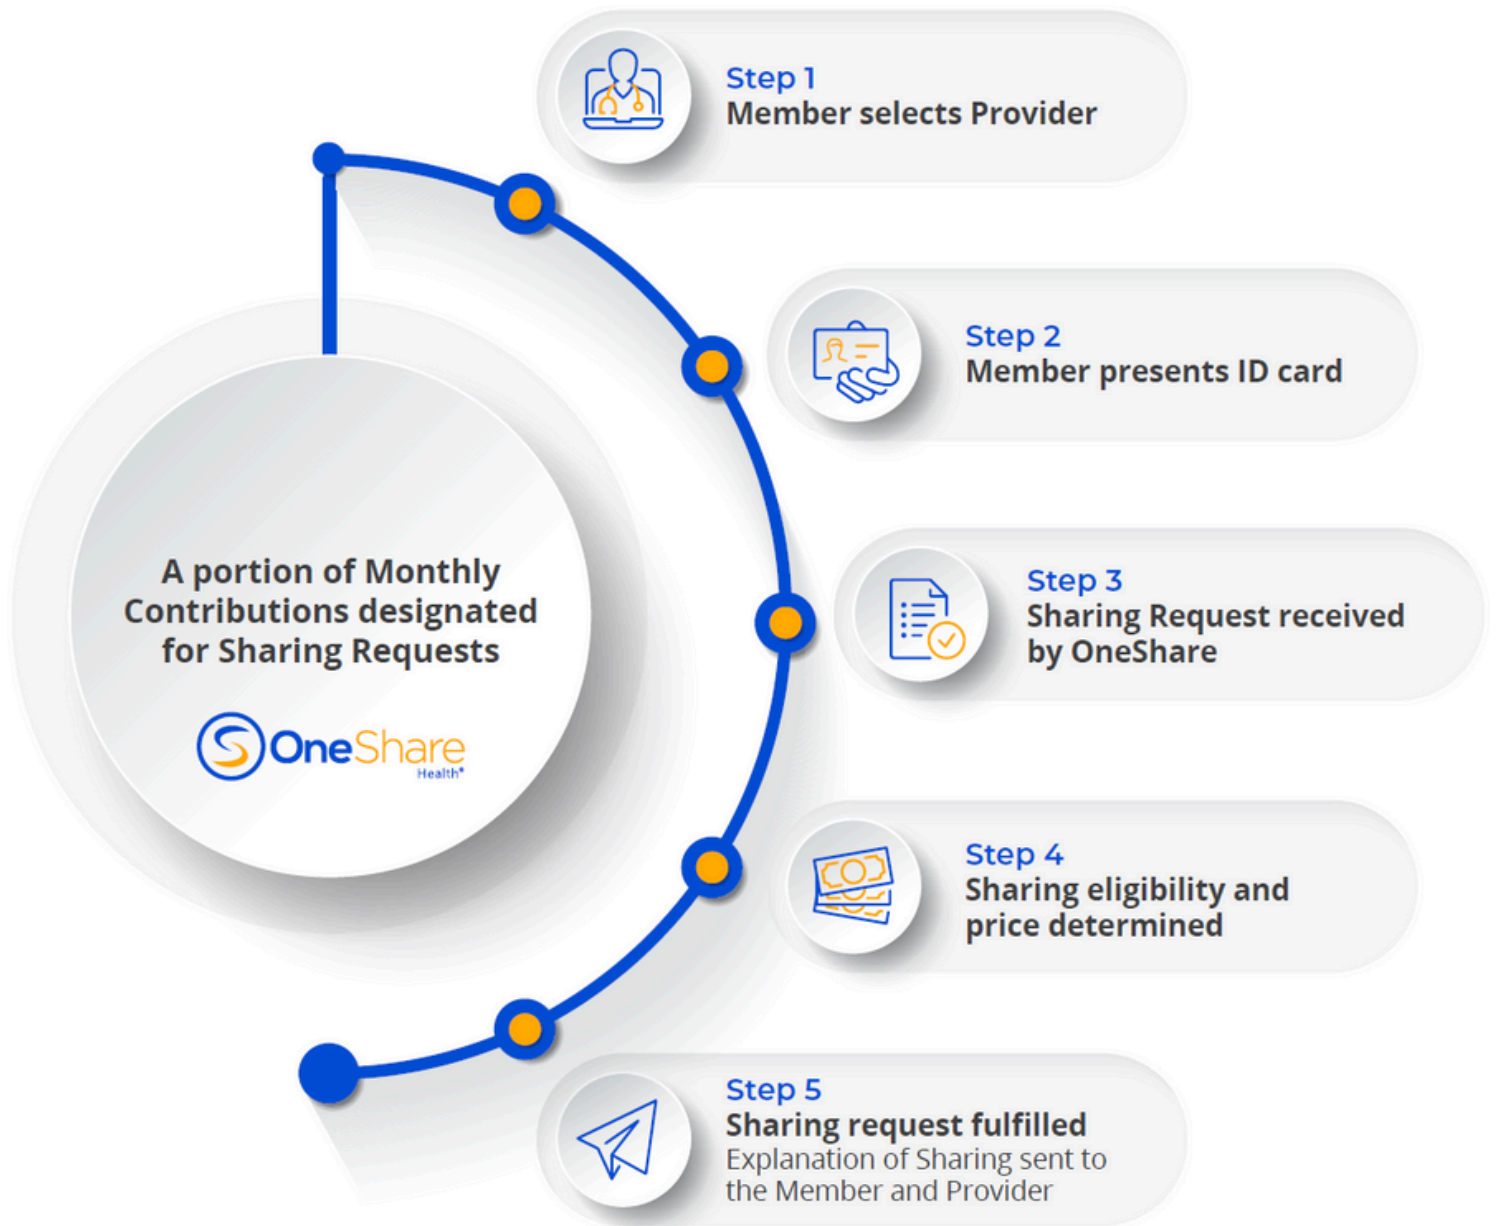 Step 1
Member selects Provider
Step 2
Member presents ID card
A portion of Monthly
Contributions designated
for Sharing Requests
OneShare
Health®
Step 3
Sharing Request received
by OneShare
Step 4
Sharing eligibility and
price determined
Step 5
Sharing request fulfilled
Explanation of Sharing sent to
the Member and Provider